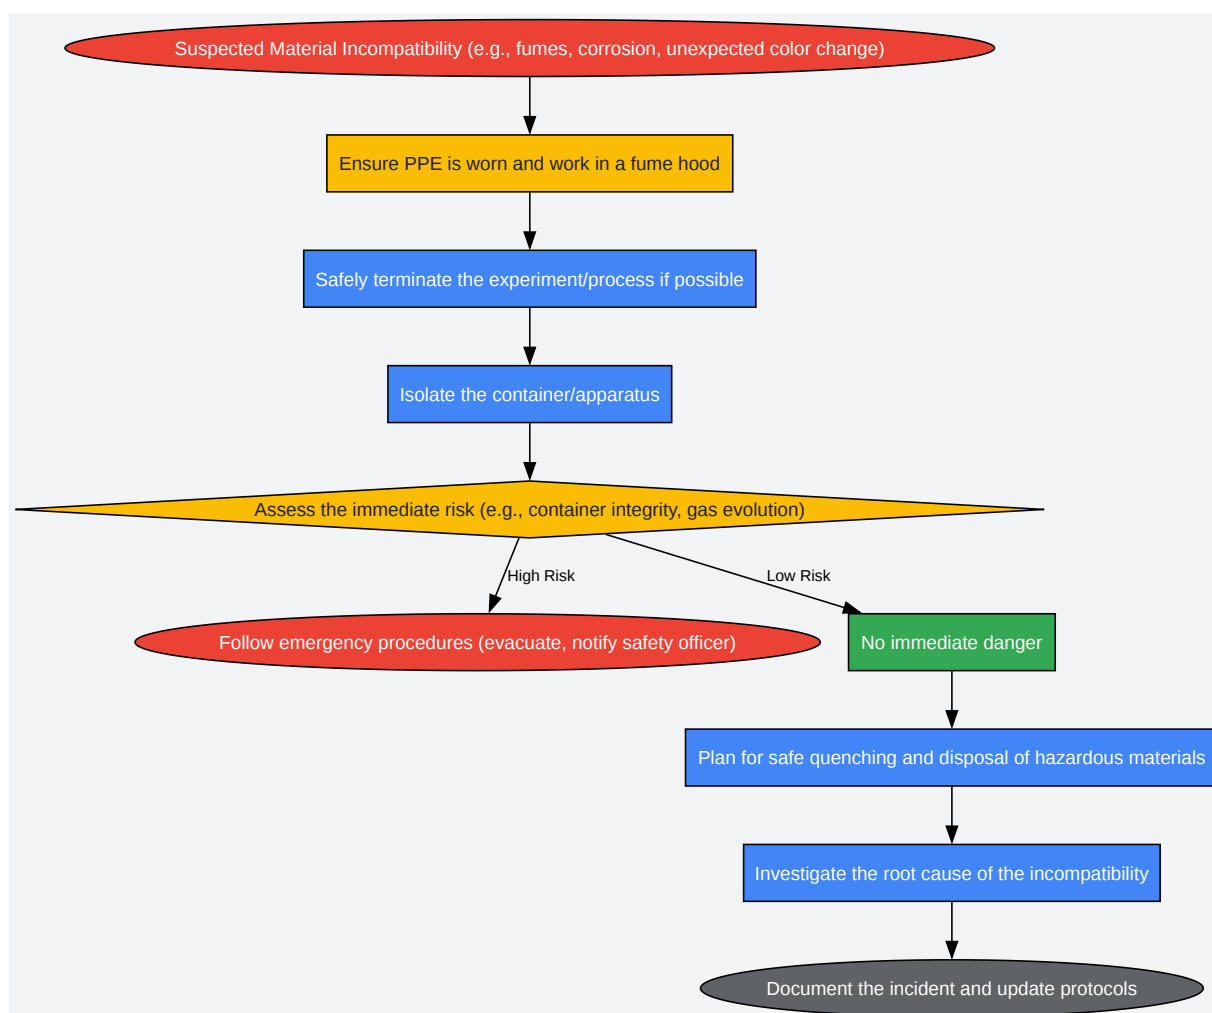 Suspected Material Incompatibility (e.g., fumes, corrosion, unexpected color change)
Ensure PPE is worn and work in a fume hood
Safely terminate the experiment/process if possible
Isolate the container/apparatus
Assess the immediate risk (e.g., container integrity, gas evolution)
High Risk
Low Risk
Follow emergency procedures (evacuate, notify safety officer)
No immediate danger
Plan for safe quenching and disposal of hazardous materials
Investigate the root cause of the incompatibility
Document the incident and update protocols